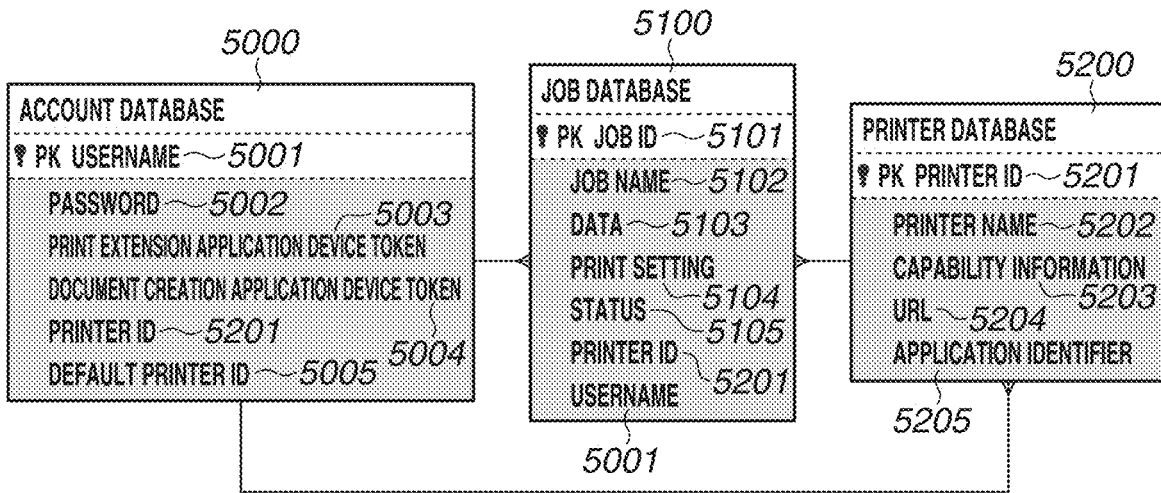 5000
ACCOUNT DATABASE
PK USERNAME 5001
PASSWORD 5002
5003
PRINT EXTENSION APPLICATION DEVICE TOKEN
DOCUMENT CREATION APPLICATION DEVICE TOKEN
PRINTER ID 5201
5004
DEFAULT PRINTER ID 5005
5100
JOB DATABASE
PK JOB ID 5101
JOB NAME 5102
DATA 5103
PRINT SETTING
5104
STATUS
5105
PRINTER ID
5201
USERNAME
5001
5200
PRINTER DATABASE
PK PRINTER ID 5201
PRINTER NAME 5202
CAPABILITY INFORMATION
5203
URL 5204
APPLICATION IDENTIFIER
5205